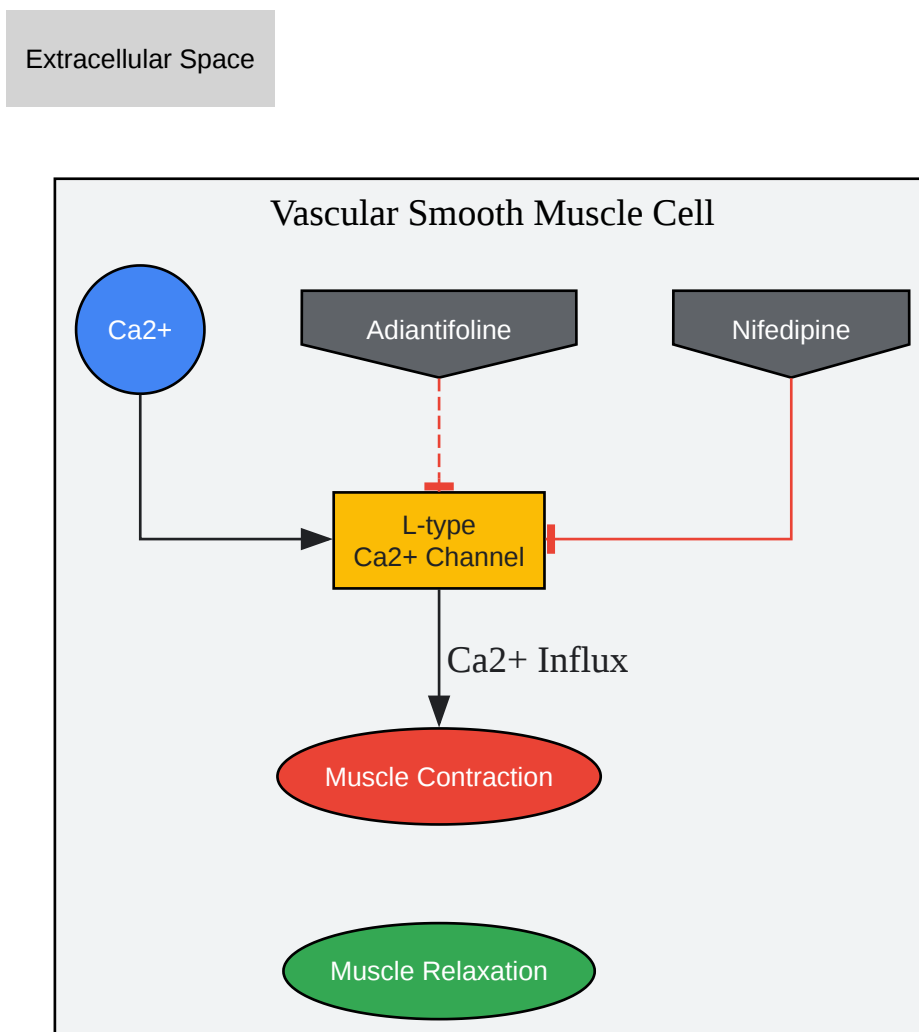 Extracellular Space
Vascular Smooth Muscle Cell
Ca2+
Adiantifoline
Nifedipine
L-type
Ca2+ Channel
Ca2+ Influx
Muscle Contraction
Muscle Relaxation